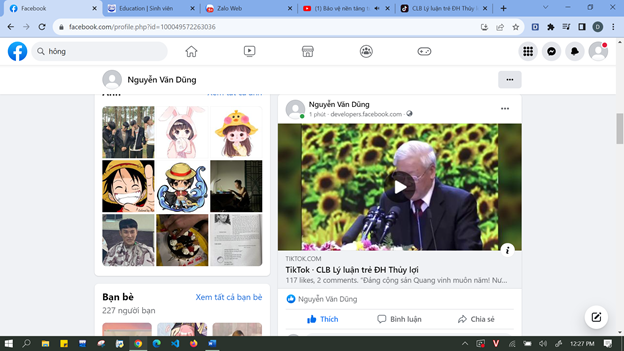 Facebook
Education | Sinh viên
Zalo Web
(1) Bảo vệ nền tảng t
CLB Lý luận trẻ ĐH Thủy l
facebook.com/profile.php?id=100049572263036
D
hông
Nguyễn Văn Dũng
Xem tất cả ảnh
Nguyễn Văn Dũng
1 phút · developers.facebook.com ·
TIKTOK.COM
TikTok · CLB Lý luận trẻ ĐH Thủy lợi
117 likes, 2 comments. "Đảng cộng sản Quang vinh muôn năm! Nư...
Nguyễn Văn Dũng
Thích
Bình luận
Chia sẻ
Bạn bè
Xem tất cả bạn bè
227 người bạn
12:27 PM